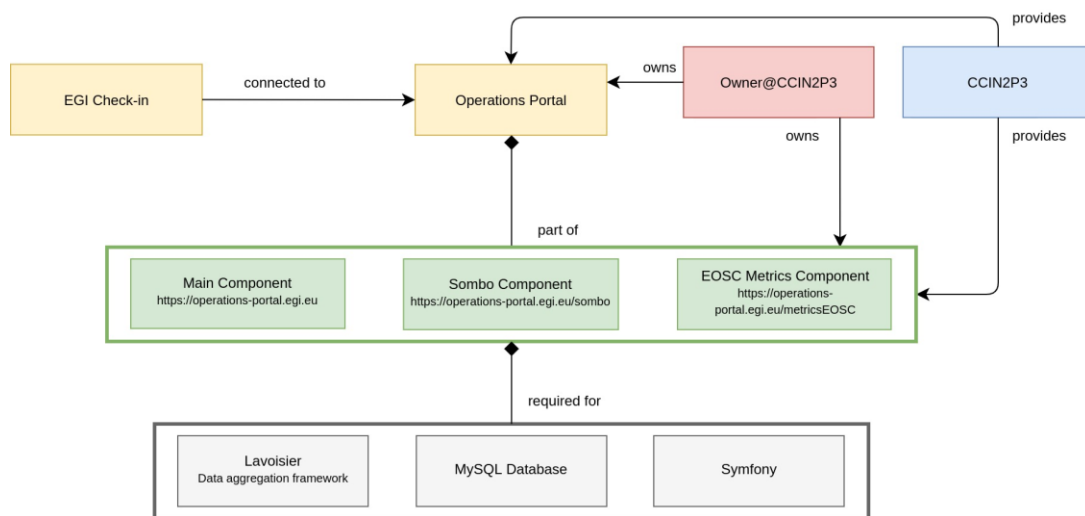 provides
EGI Check-in
connected to
Operations Portal
owns
Owner@CCIN2P3
CCIN2P3
owns
provides
part of
Main Component
https://operations-portal.egi.eu
Sombo Component
https://operations-portal.egi.eu/sombo
EOSC Metrics Component
https://operations-
portal.egi.eu/metricsEOSC
required for
Lavoisier
Data aggregation framework
MySQL Database
Symfony